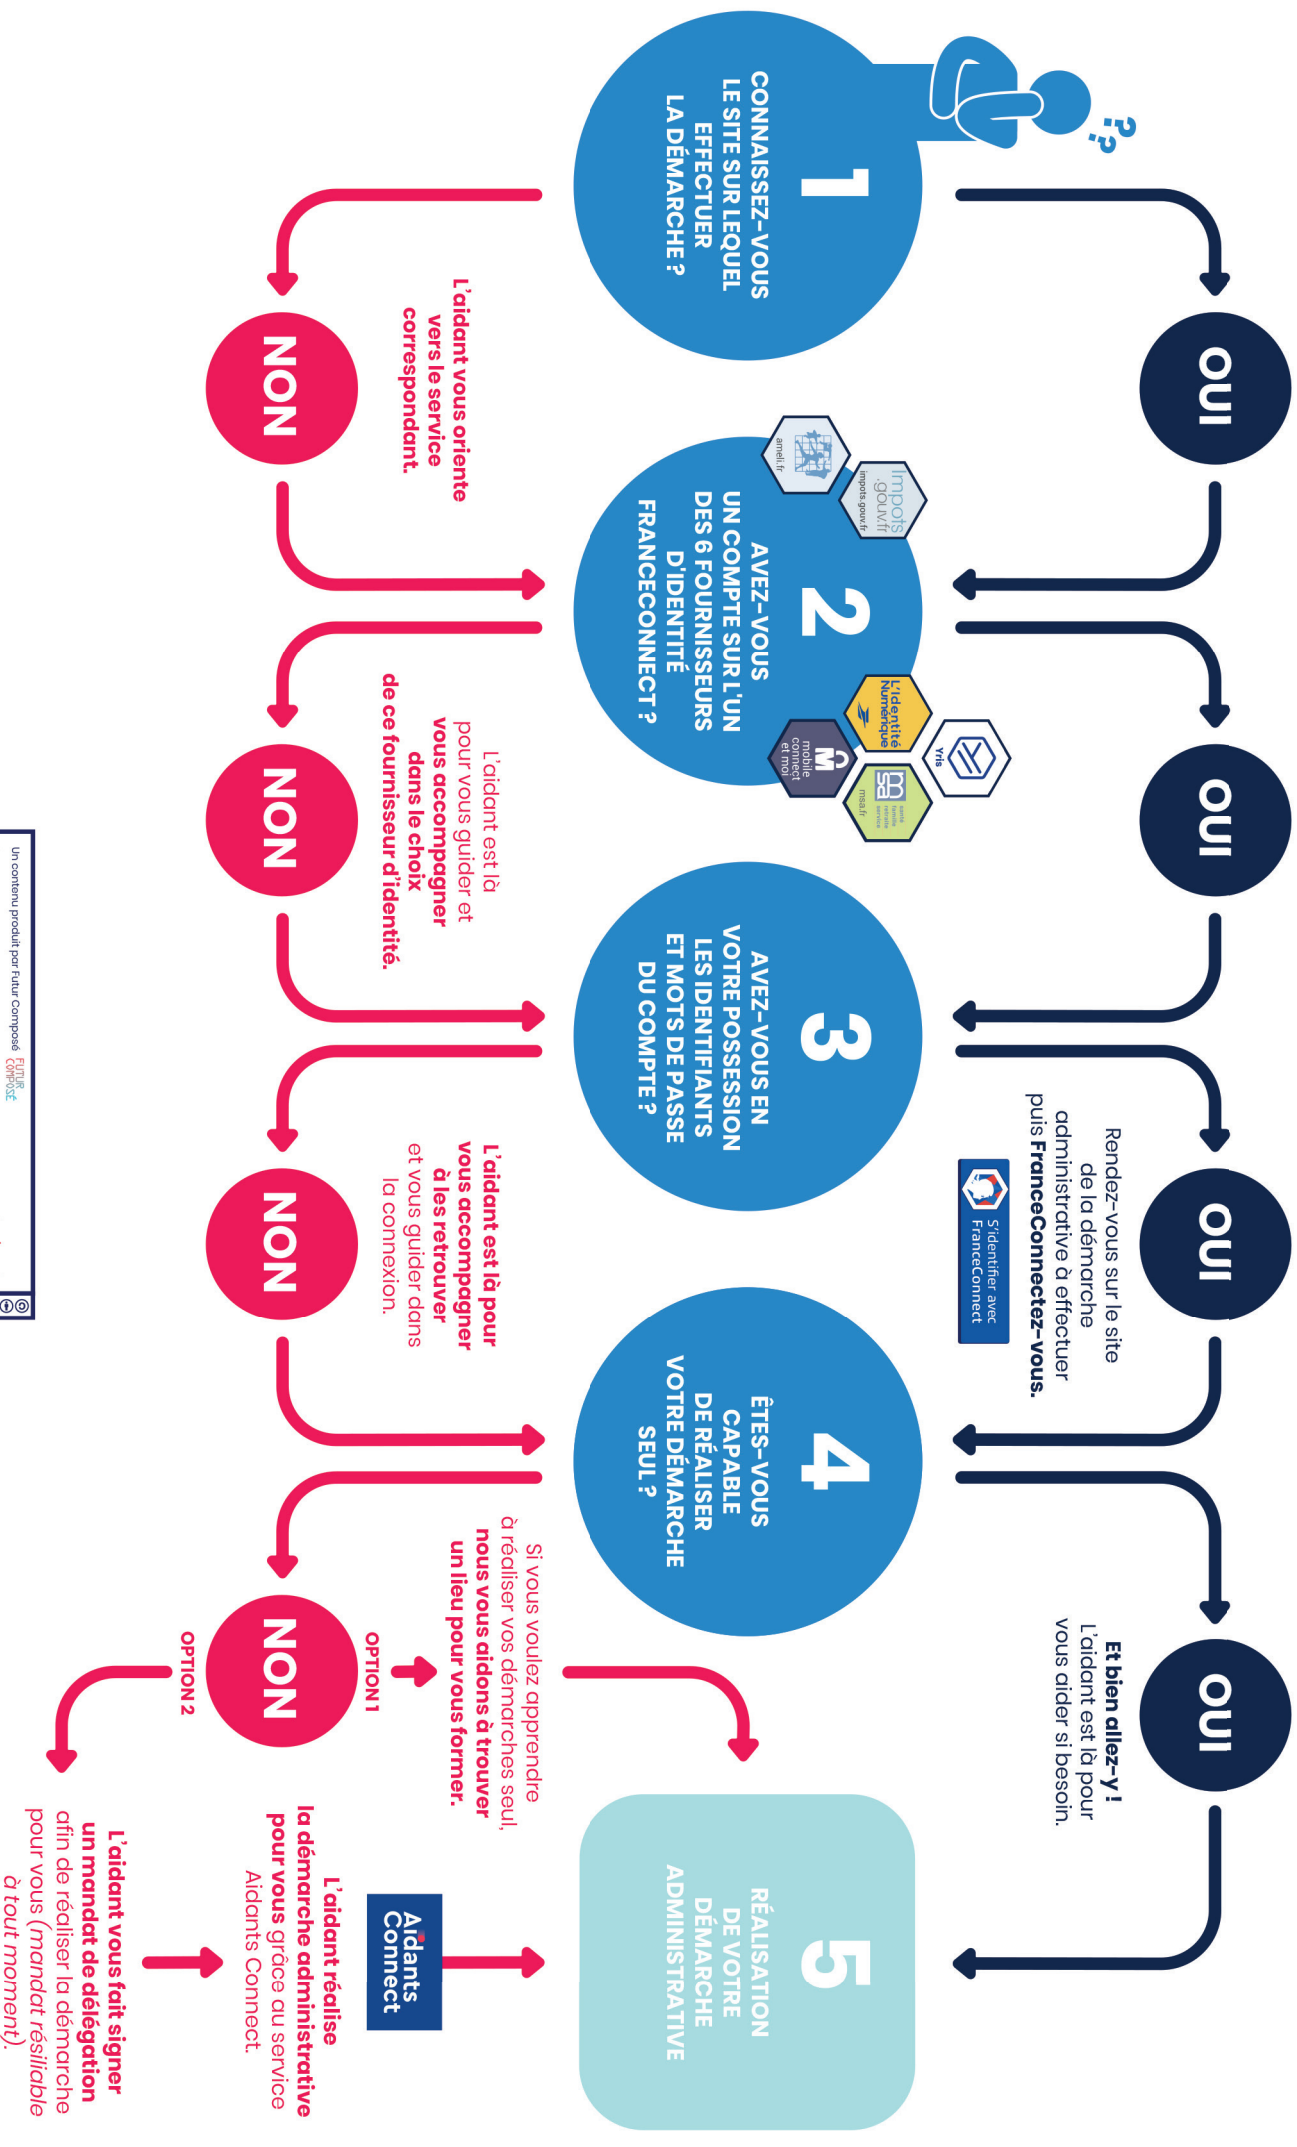 ??
1
CONNAISSEZ-VOUS
LE SITE SUR LEQUEL
EFFECTUER
LA DÉMARCHE ?
OUI
NON
L'aidant vous oriente
vers le service
correspondant.
impots
.gouv.fr
impots.gouv.fr
ameli.fr
2
AVEZ-VOUS
UN COMPTE SUR L'UN
DES 6 FOURNISSEURS
D'IDENTITÉ
FRANCECONNECT ?
Yris
L'Identité
Numérique
msa
santé
famille
retraite
service
msa.fr
mobile
connect
et moi
OUI
NON
L'aidant est là
pour vous guider et
vous accompagner
dans le choix
de ce fournisseur d'identité.
3
AVEZ-VOUS EN
VOTRE POSSESSION
LES IDENTIFIANTS
ET MOTS DE PASSE
DU COMPTE ?
OUI
Rendez-vous sur le site
de la démarche
administrative à effectuer
puis FranceConnectez-vous.
S'identifier avec
FranceConnect
NON
L'aidant est là pour
vous accompagner
à les retrouver
et vous guider dans
la connexion.
4
ÊTES-VOUS
CAPABLE
DE RÉALISER
VOTRE DÉMARCHE
SEUL ?
OUI
Et bien allez-y !
L'aidant est là pour
vous aider si besoin.
NON
OPTION 1
Si vous voulez apprendre
à réaliser vos démarches seul,
nous vous aidons à trouver
un lieu pour vous former.
OPTION 2
L'aidant vous fait signer
un mandat de délégation
afin de réaliser la démarche
pour vous (mandat résiliable
à tout moment).
L'aidant réalise
la démarche administrative
pour vous grâce au service
Aidants Connect.
Aidants
Connect
5
RÉALISATION
DE VOTRE
DÉMARCHE
ADMINISTRATIVE
Un contenu produit par Futur Composé
FUTUR
COMPOSÉ